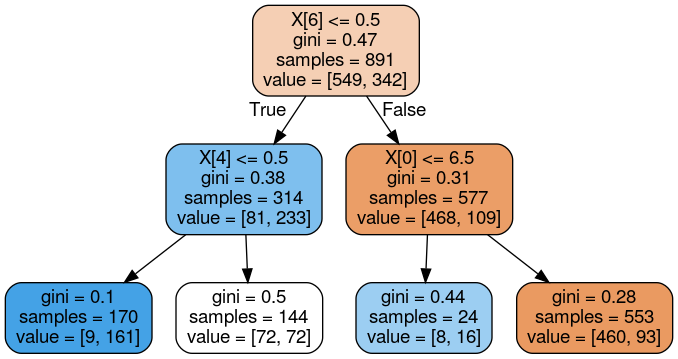 X[6] <= 0.5
gini = 0.47
samples = 891
value = [549, 342]
True
False
X[4] <= 0.5
gini = 0.38
samples = 314
value = [81, 233]
X[0] <= 6.5
gini = 0.31
samples = 577
value = [468, 109]
gini = 0.1
samples = 170
value = [9, 161]
gini = 0.5
samples = 144
value = [72, 72]
gini = 0.44
samples = 24
value = [8, 16]
gini = 0.28
samples = 553
value = [460, 93]